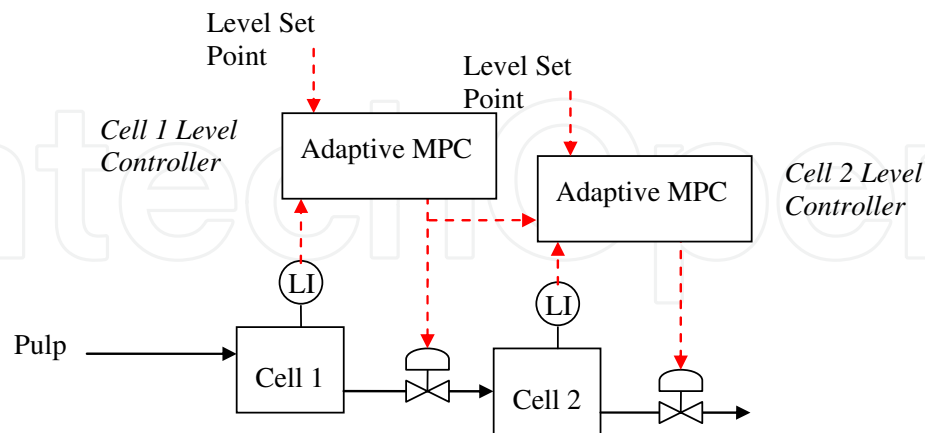 Level Set
Point
Level Set
Point
Cell 1 Level
Controller
Adaptive MPC
Adaptive MPC
Cell 2 Level
Controller
LI
LI
Pulp
Cell 1
Cell 2
ntechOpen